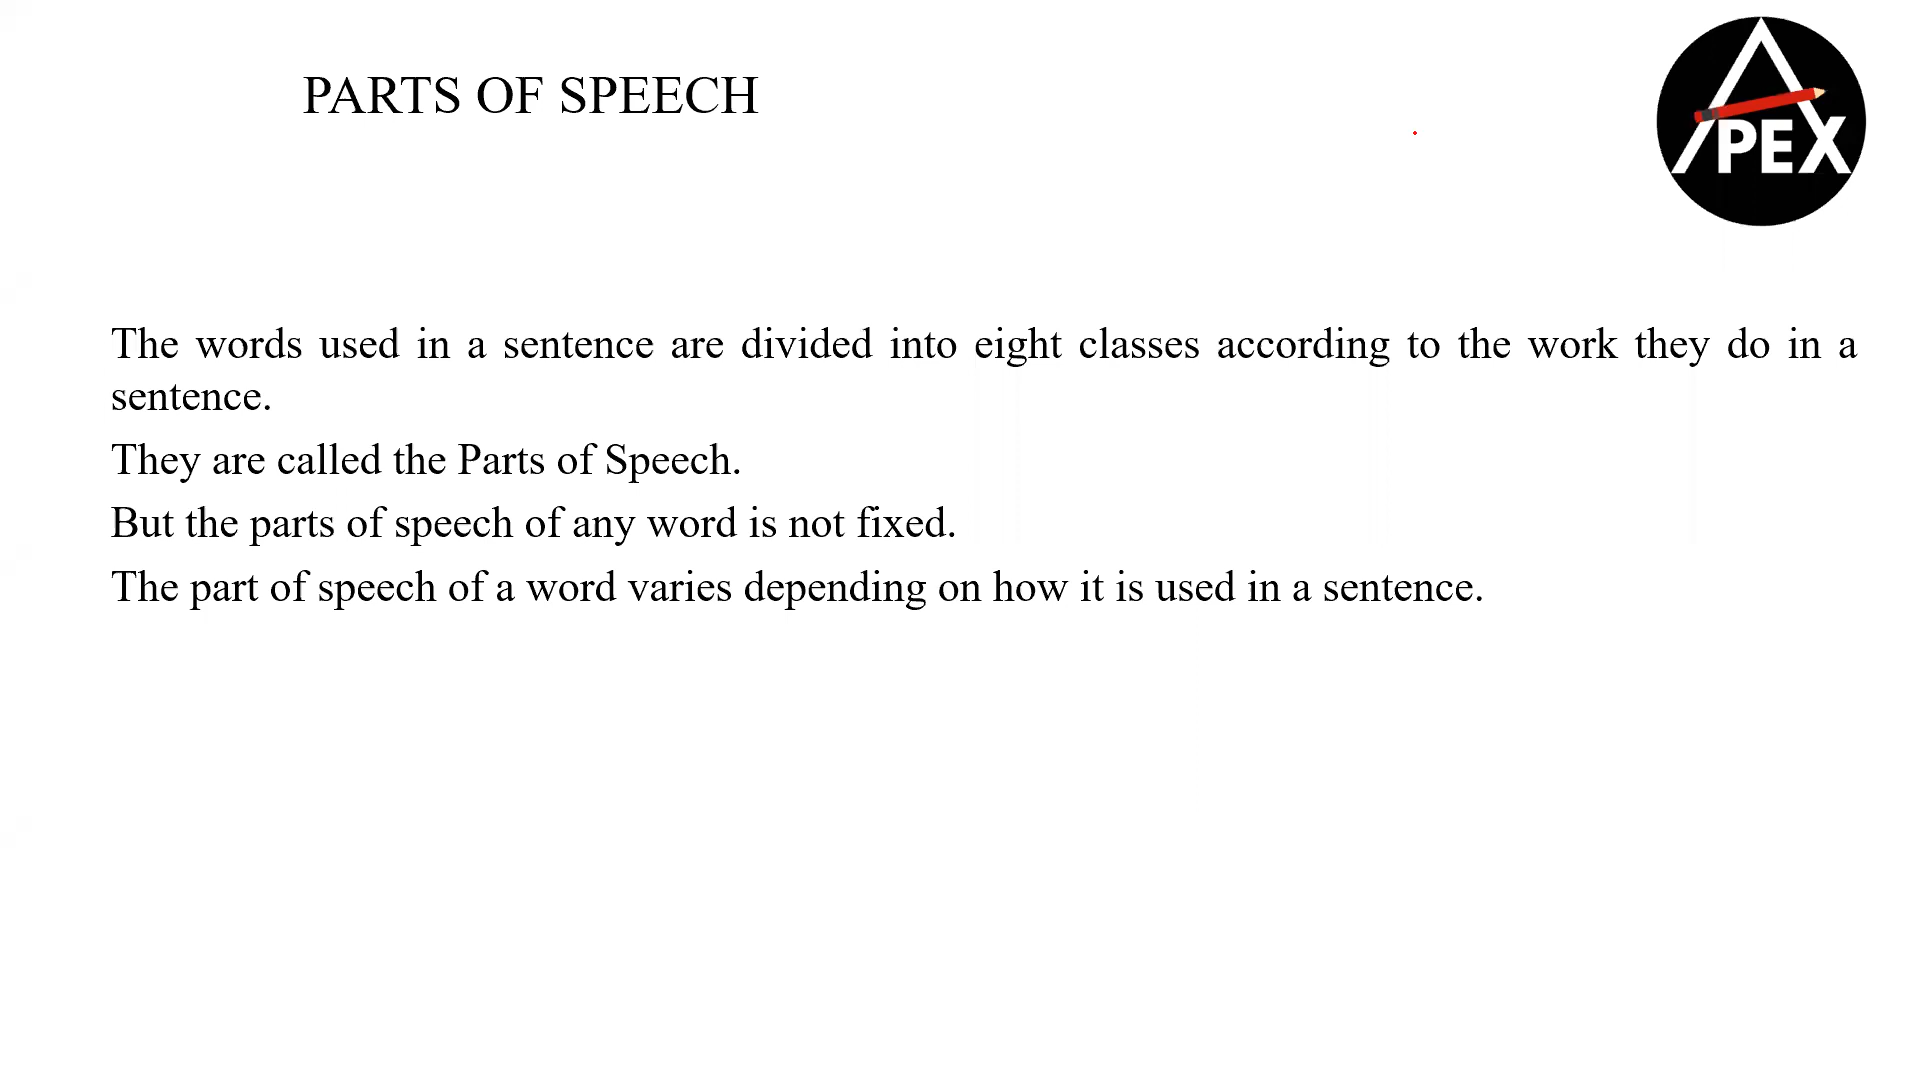 PARTS OF SPEECH
APEX
The words used in a sentence are divided into eight classes according to the work they do in a
sentence.
They are called the Parts of Speech.
But the parts of speech of any word is not fixed.
The part of speech of a word varies depending on how it is used in a sentence.